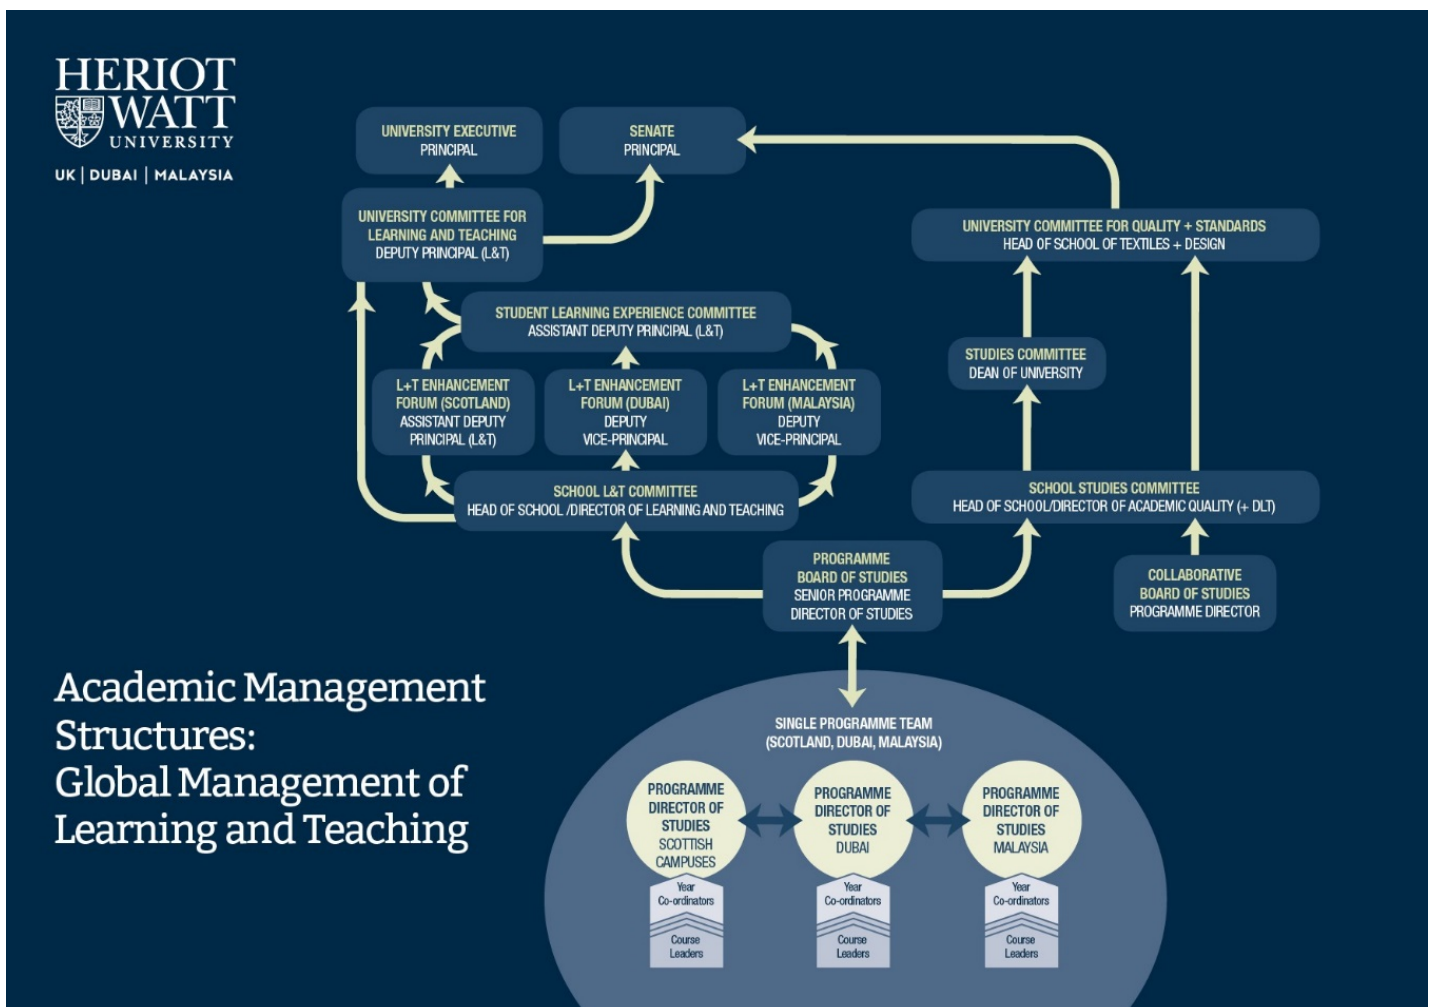 HERIOT
WATT
UNIVERSITY
UK | DUBAI | MALAYSIA
UNIVERSITY EXECUTIVE
PRINCIPAL
SENATE
PRINCIPAL
UNIVERSITY COMMITTEE FOR
LEARNING AND TEACHING
DEPUTY PRINCIPAL (L&T)
UNIVERSITY COMMITTEE FOR QUALITY + STANDARDS
HEAD OF SCHOOL OF TEXTILES + DESIGN
STUDENT LEARNING EXPERIENCE COMMITTEE
ASSISTANT DEPUTY PRINCIPAL (L&T)
STUDIES COMMITTEE
DEAN OF UNIVERSITY
L+T ENHANCEMENT
FORUM (SCOTLAND)
ASSISTANT DEPUTY
PRINCIPAL (L&T)
L+T ENHANCEMENT
FORUM (DUBAI)
DEPUTY
VICE-PRINCIPAL
L+T ENHANCEMENT
FORUM (MALAYSIA)
DEPUTY
VICE-PRINCIPAL
SCHOOL L&T COMMITTEE
HEAD OF SCHOOL /DIRECTOR OF LEARNING AND TEACHING
SCHOOL STUDIES COMMITTEE
HEAD OF SCHOOL/DIRECTOR OF ACADEMIC QUALITY (+ DLT)
PROGRAMME
BOARD OF STUDIES
SENIOR PROGRAMME
DIRECTOR OF STUDIES
COLLABORATIVE
BOARD OF STUDIES
PROGRAMME DIRECTOR
Academic Management
Structures:
Global Management of
Learning and Teaching
SINGLE PROGRAMME TEAM
(SCOTLAND, DUBAI, MALAYSIA)
PROGRAMME
DIRECTOR OF
STUDIES
SCOTTISH
CAMPUSES
Year
Co-ordinators
Course
Leaders
PROGRAMME
DIRECTOR OF
STUDIES
DUBAI
Year
Co-ordinators
Course
Leaders
PROGRAMME
DIRECTOR OF
STUDIES
MALAYSIA
Year
Co-ordinators
Course
Leaders